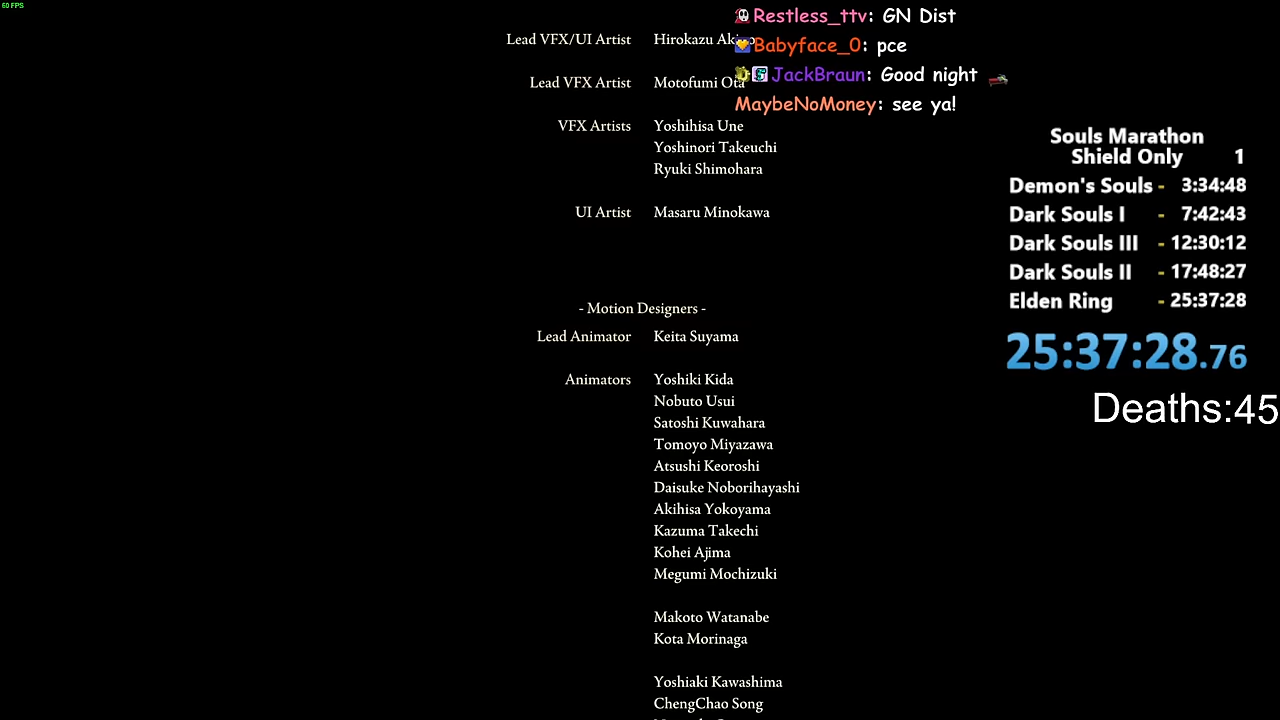 60 FPS
Restless_ttv: GN Dist
Babyface_0: pce
JackBraun: Good night
MaybeNoMoney: see ya!
Lead VFX/UI Artist Hirokazu
Lead VFX Artist Motofumi Ota
VFX Artists Yoshihisa Une
Yoshinori Takeuchi
Ryuki Shimohara
UI Artist Masaru Minokawa
- Motion Designers -
Lead Animator Keita Suyama
Animators Yoshiki Kida
Nobuto Usui
Satoshi Kuwahara
Tomoyo Miyazawa
Atsushi Keoroshi
Daisuke Noborihayashi
Akihisa Yokoyama
Kazuma Takechi
Kohei Ajima
Megumi Mochizuki
Makoto Watanabe
Kota Morinaga
Yoshiaki Kawashima
ChengChao Song
Souls Marathon
Shield Only 1
Demon's Souls - 3:34:48
Dark Souls I - 7:42:43
Dark Souls III - 12:30:12
Dark Souls II - 17:48:27
Elden Ring - 25:37:28
25:37:28.76
Deaths:45